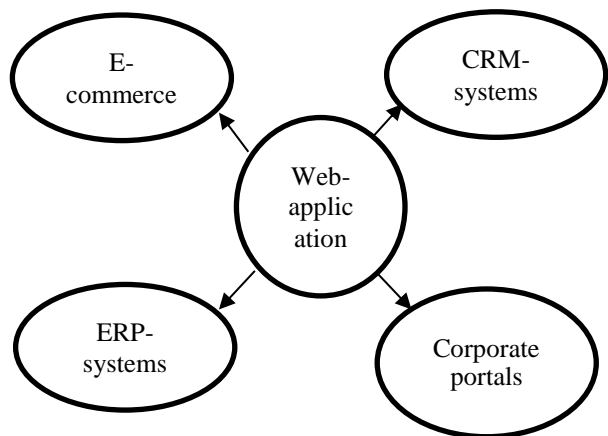 E-
commerce
CRM-
systems
Web-
applic
ation
ERP-
systems
Corporate
portals